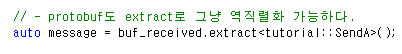 // - protobuf도 extract로 그냥 역직렬화 가능하다.
auto message = buf_received.extract<tutorial::SendA>();